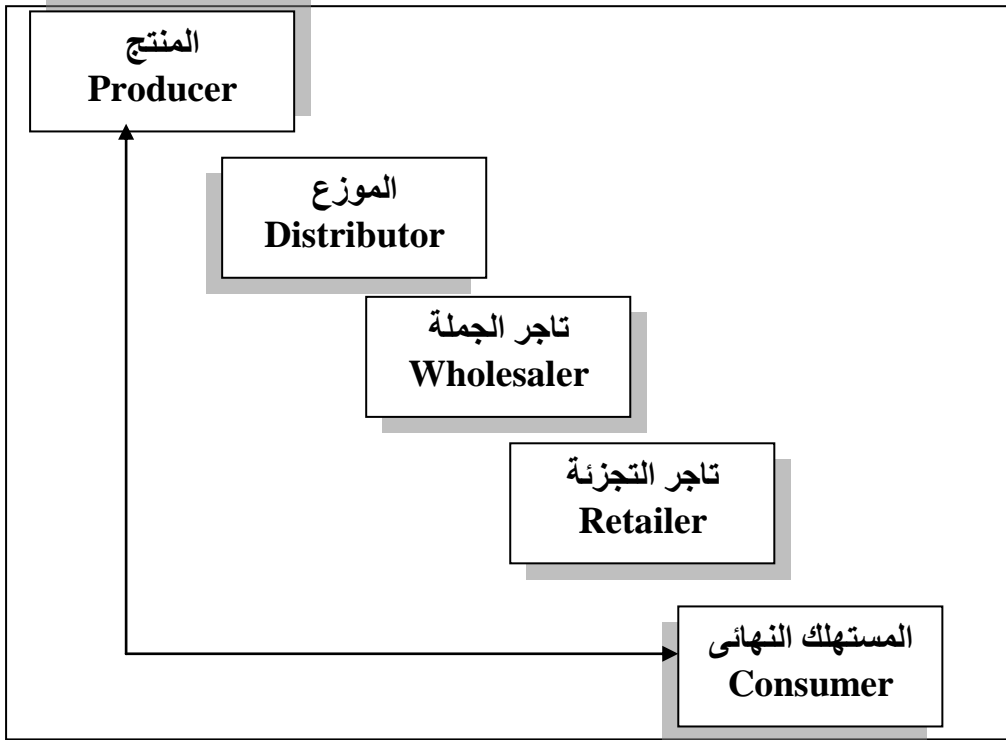 المنتج
Producer
الموزع
Distributor
تاجر الجملة
Wholesaler
تاجر التجزئة
Retailer
المستهلك النهائى
Consumer